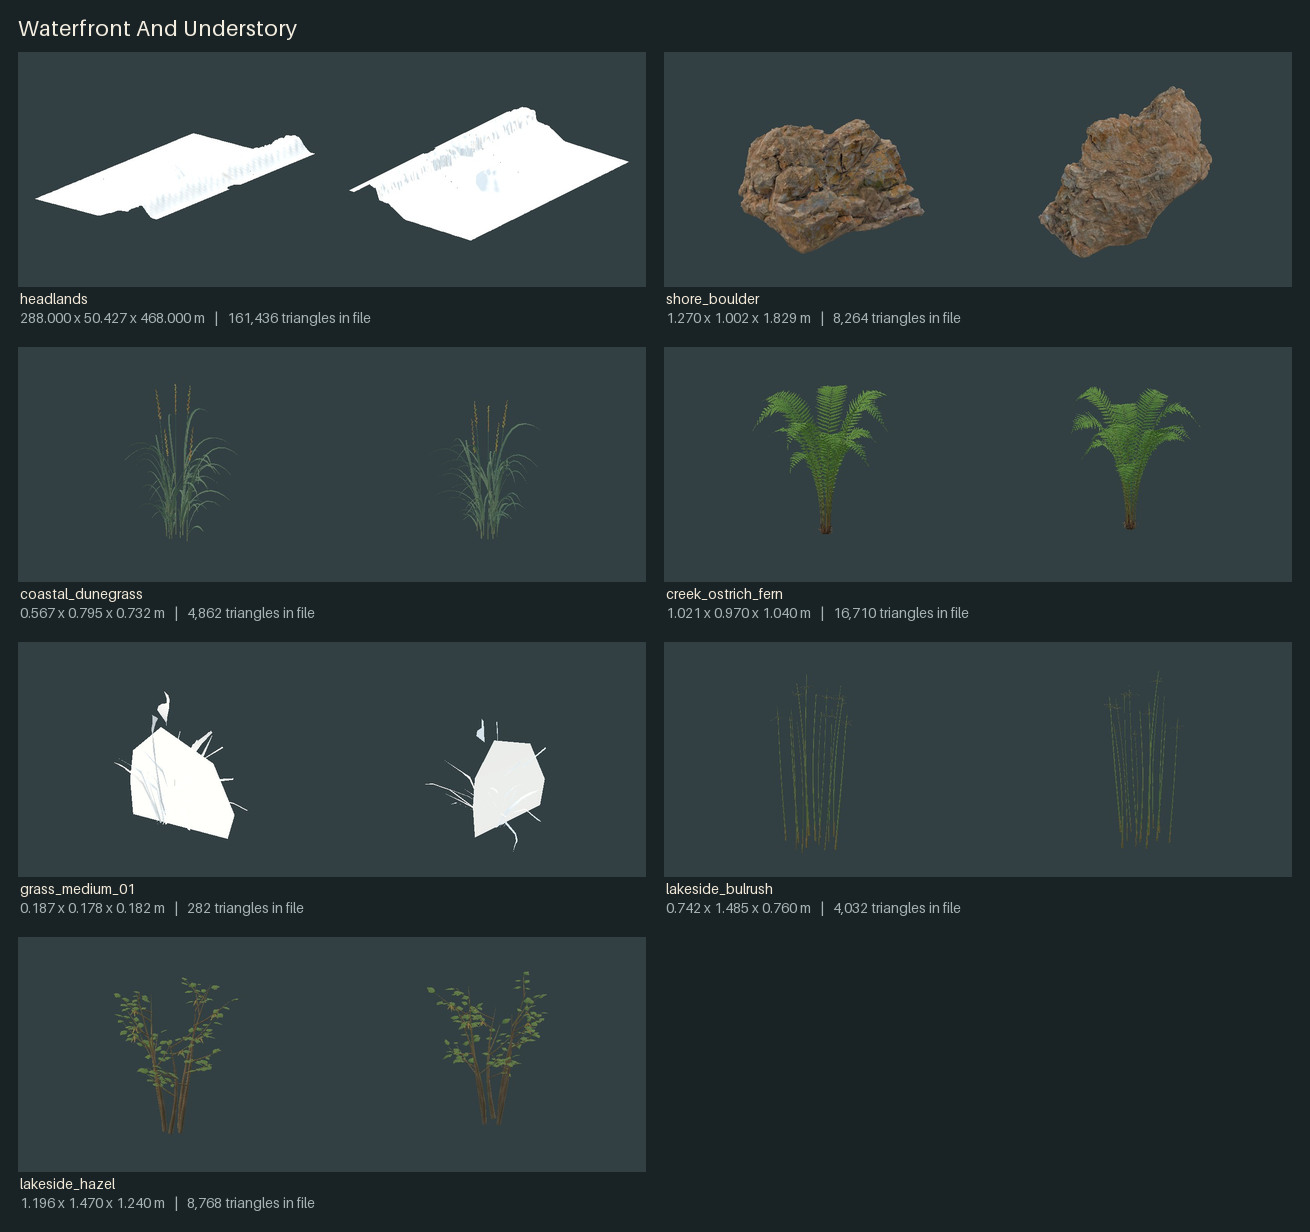 Waterfront And Understory
headlands
288.000 x 50.427 x 468.000 m | 161,436 triangles in file
shore_boulder
1.270 x 1.002 x 1.829 m | 8,264 triangles in file
coastal_dunegrass
0.567 x 0.795 x 0.732 m | 4,862 triangles in file
creek_ostrich_fern
1.021 x 0.970 x 1.040 m | 16,710 triangles in file
grass_medium_01
0.187 x 0.178 x 0.182 m | 282 triangles in file
lakeside_bulrush
0.742 x 1.485 x 0.760 m | 4,032 triangles in file
lakeside_hazel
1.196 x 1.470 x 1.240 m | 8,768 triangles in file